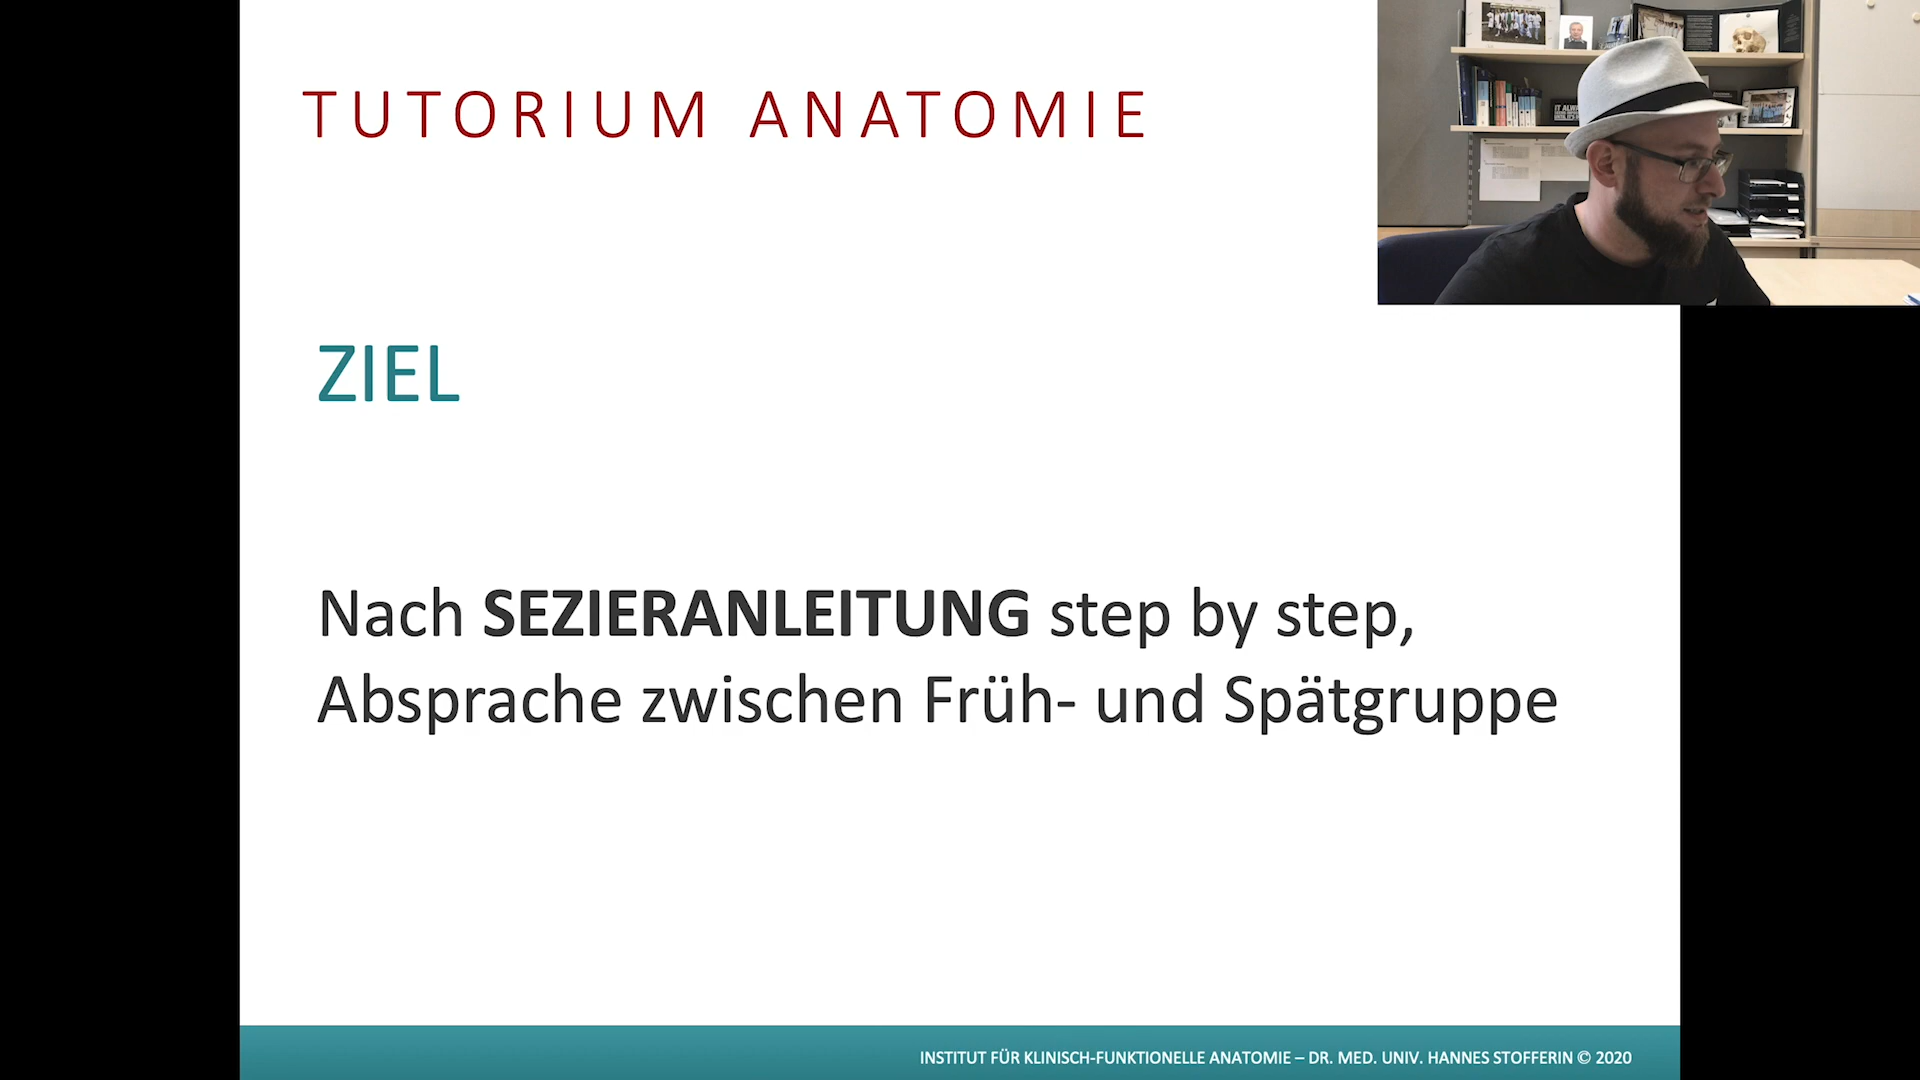 TUTORIUM ANATOMIE
ZIEL
Nach SEZIERANLEITUNG step by step,
Absprache zwischen Früh- und Spätgruppe
INSTITUT FÜR KLINISCH-FUNKTIONELLE ANATOMIE – DR. MED. UNIV. HANNES STOFFERIN © 2020